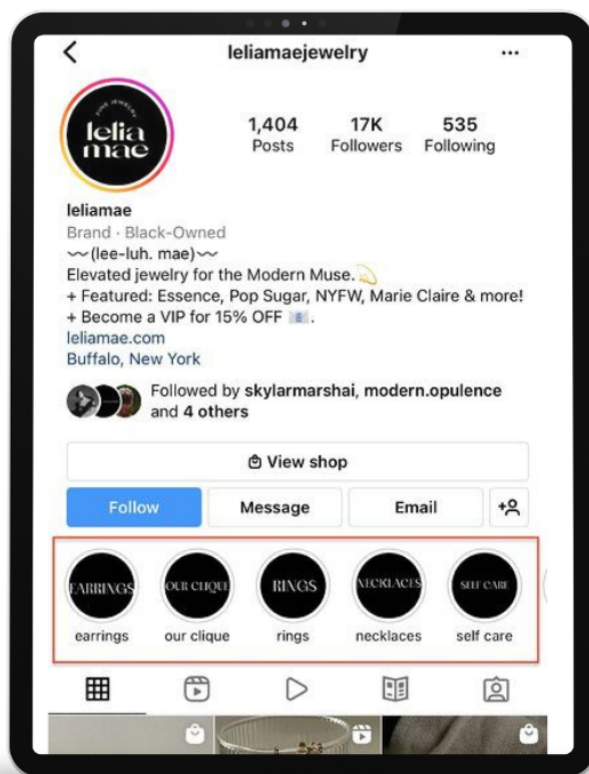 leliamaejewelry
FINE JEWELRY
lelia
mae
1,404 17K 535
Posts Followers Following
leliamae
Brand · Black-Owned
(lee-luh. mae)
Elevated jewelry for the Modern Muse.
+ Featured: Essence, Pop Sugar, NYFW, Marie Claire & more!
+ Become a VIP for 15% OFF .
leliamae.com
Buffalo, New York
Followed by skylarmarshai, modern.opulence
and 4 others
View shop
Follow Message Email
EARRINGS OUR CLIQUE RINGS NECKLACES SELF CARE
earrings our clique rings necklaces self care